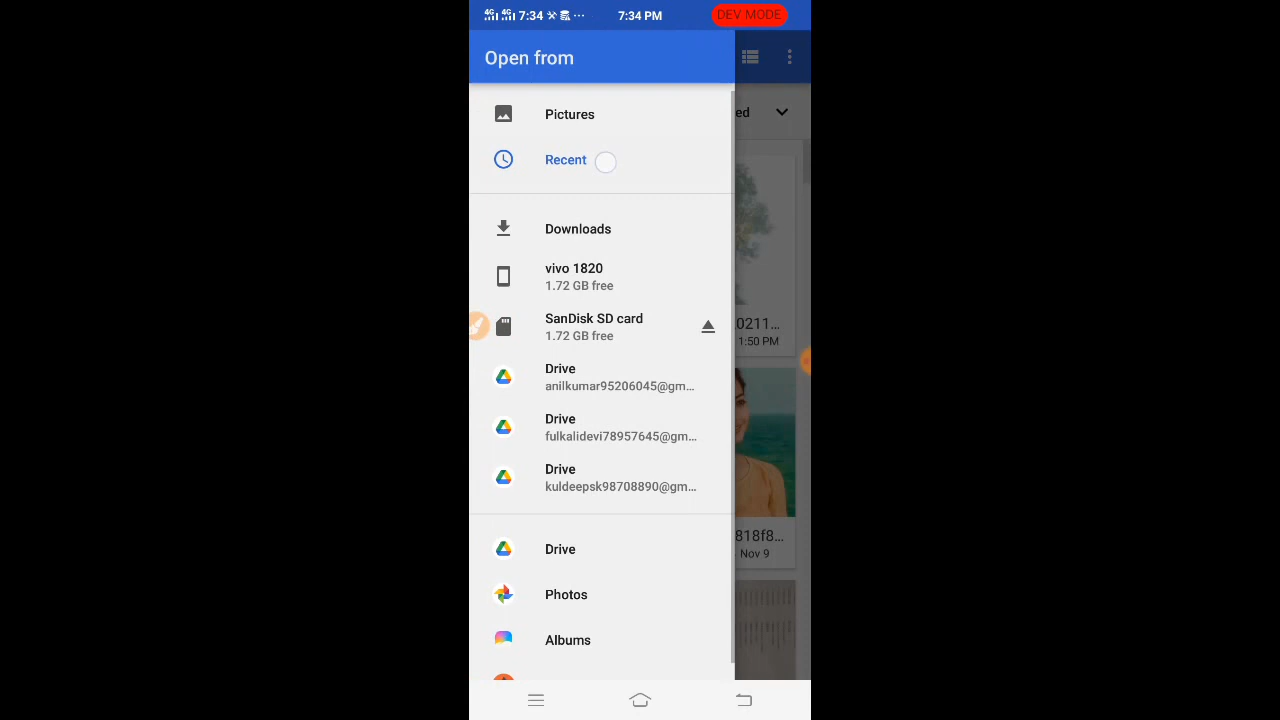 4G 4G 7:34 ... 7:34 PM DEV MODE
Open from
Pictures
ed
Recent
Downloads
vivo 1820
1.72 GB free
SanDisk SD card
1.72 GB free
0211...
1:50 PM
Drive
anilkumar95206045@gm...
Drive
fulkalidevi78957645@gm...
Drive
kuldeepsk98708890@gm...
818f8...
Nov 9
Drive
Photos
Albums